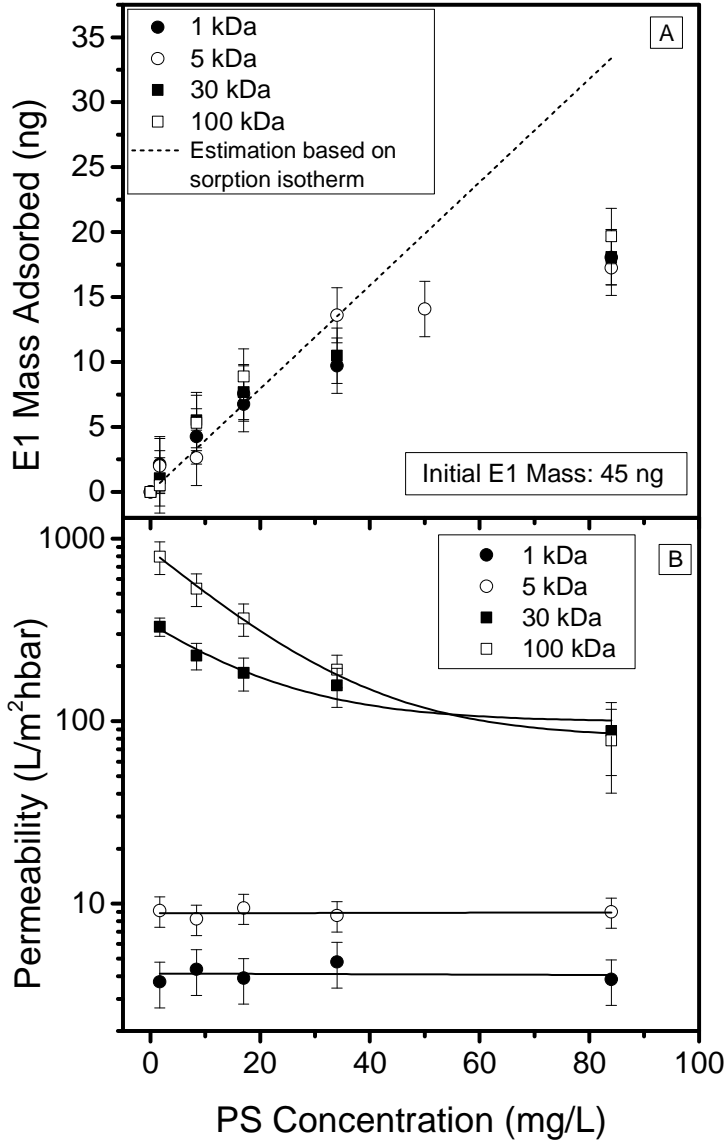 A
1 kDa
5 kDa
30 kDa
100 kDa
Estimation based on
sorption isotherm
E1 Mass Adsorbed (ng)
35
30
25
20
15
10
5
0
Initial E1 Mass: 45 ng
B
1 kDa
5 kDa
30 kDa
100 kDa
Permeability (L/m²hbar)
1000
100
10
0 20 40 60 80 100
PS Concentration (mg/L)